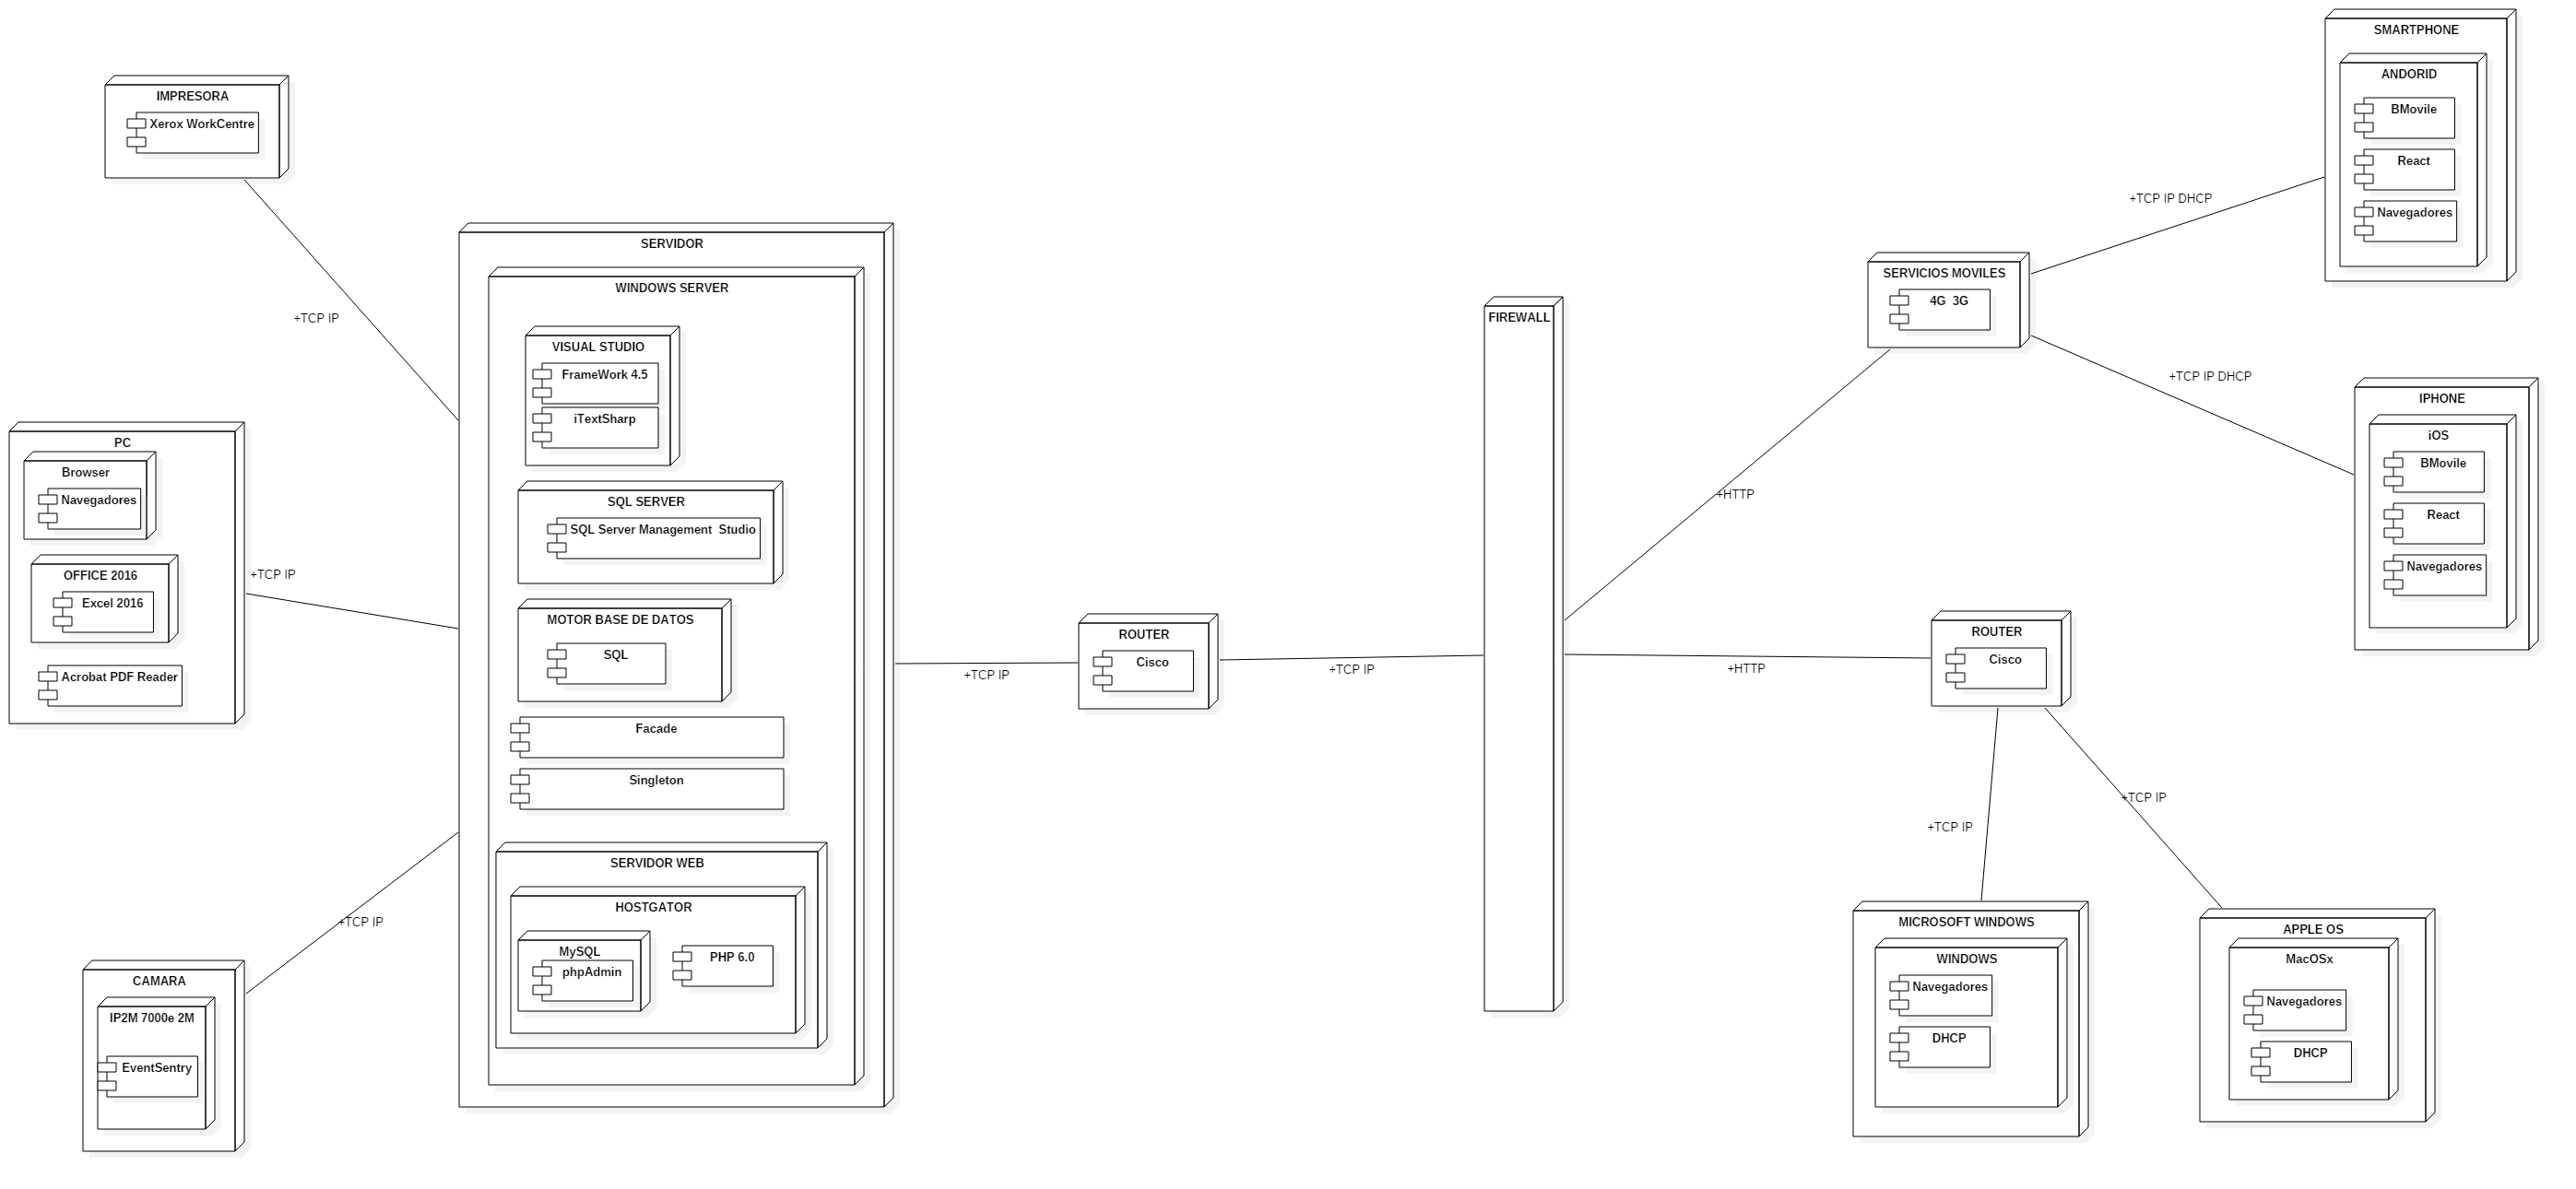 IMPRESORA
Xerox WorkCentre
+TCP IP
PC
Browser
Navegadores
OFFICE 2016
Excel 2016
Acrobat PDF Reader
+TCP IP
CAMARA
IP2M 7000e 2M
EventSentry
+TCP IP
SERVIDOR
WINDOWS SERVER
VISUAL STUDIO
FrameWork 4.5
iTextSharp
SQL SERVER
SQL Server Management  Studio
MOTOR BASE DE DATOS
SQL
Facade
Singleton
SERVIDOR WEB
HOSTGATOR
MySQL
phpAdmin
PHP 6.0
+TCP IP
ROUTER
Cisco
+TCP IP
FIREWALL
+HTTP
SERVICIOS MOVILES
4G  3G
+TCP IP DHCP
SMARTPHONE
ANDORID
BMovile
React
Navegadores
+TCP IP DHCP
IPHONE
iOS
BMovile
React
Navegadores
+HTTP
ROUTER
Cisco
+TCP IP
MICROSOFT WINDOWS
WINDOWS
Navegadores
DHCP
+TCP IP
APPLE OS
MacOSx
Navegadores
DHCP